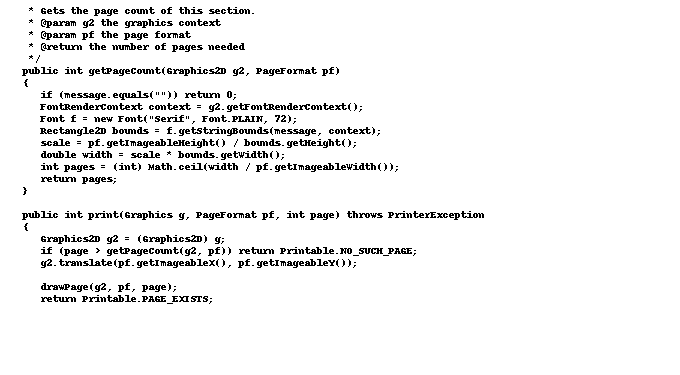 * Gets the page count of this section.
* @param g2 the graphics context
* @param pf the page format
* @return the number of pages needed
*/
public int getPageCount(Graphics2D g2, PageFormat pf)
{
if (message.equals("")) return 0;
FontRenderContext context = g2.getFontRenderContext();
Font f = new Font("Serif", Font.PLAIN, 72);
Rectangle2D bounds = f.getStringBounds(message, context);
scale = pf.getImageableHeight() / bounds.getHeight();
double width = scale * bounds.getWidth();
int pages = (int) Math.ceil(width / pf.getImageableWidth());
return pages;
}
public int print(Graphics g, PageFormat pf, int page) throws PrinterException
{
Graphics2D g2 = (Graphics2D) g;
if (page > getPageCount(g2, pf)) return Printable.NO_SUCH_PAGE;
g2.translate(pf.getImageableX(), pf.getImageableY());
drawPage(g2, pf, page);
return Printable.PAGE_EXISTS;